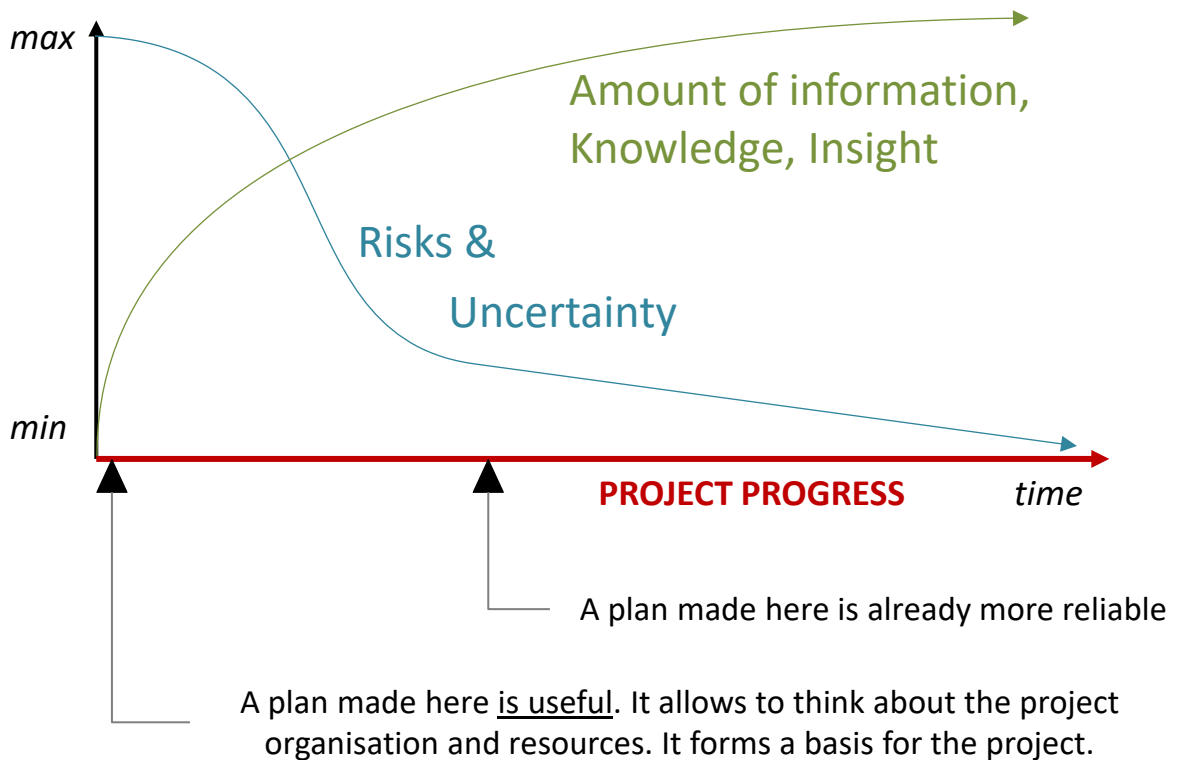 max
Amount of information,
Knowledge, Insight
Risks &
Uncertainty
min
PROJECT PROGRESS
time
A plan made here is already more reliable
A plan made here is useful. It allows to think about the project
organisation and resources. It forms a basis for the project.